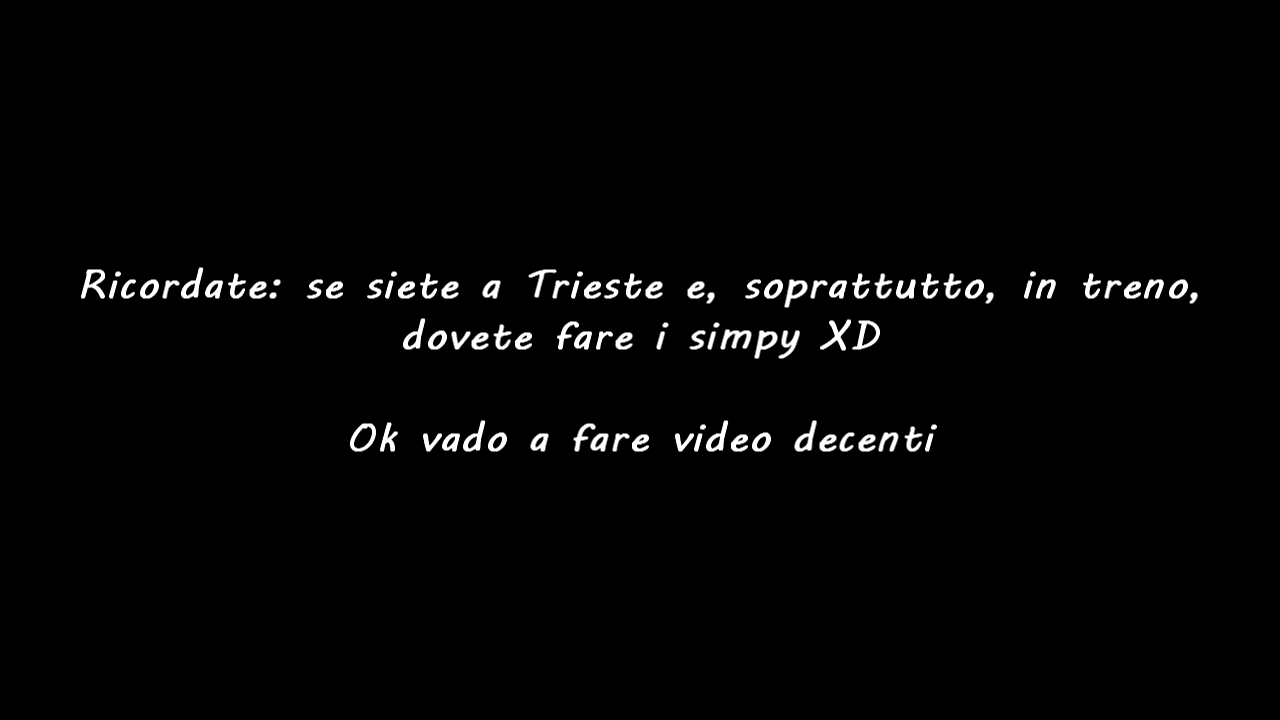 Ricordate: se siete a Trieste e, soprattutto, in treno,
dovete fare i simpy XD
Ok vado a fare video decenti